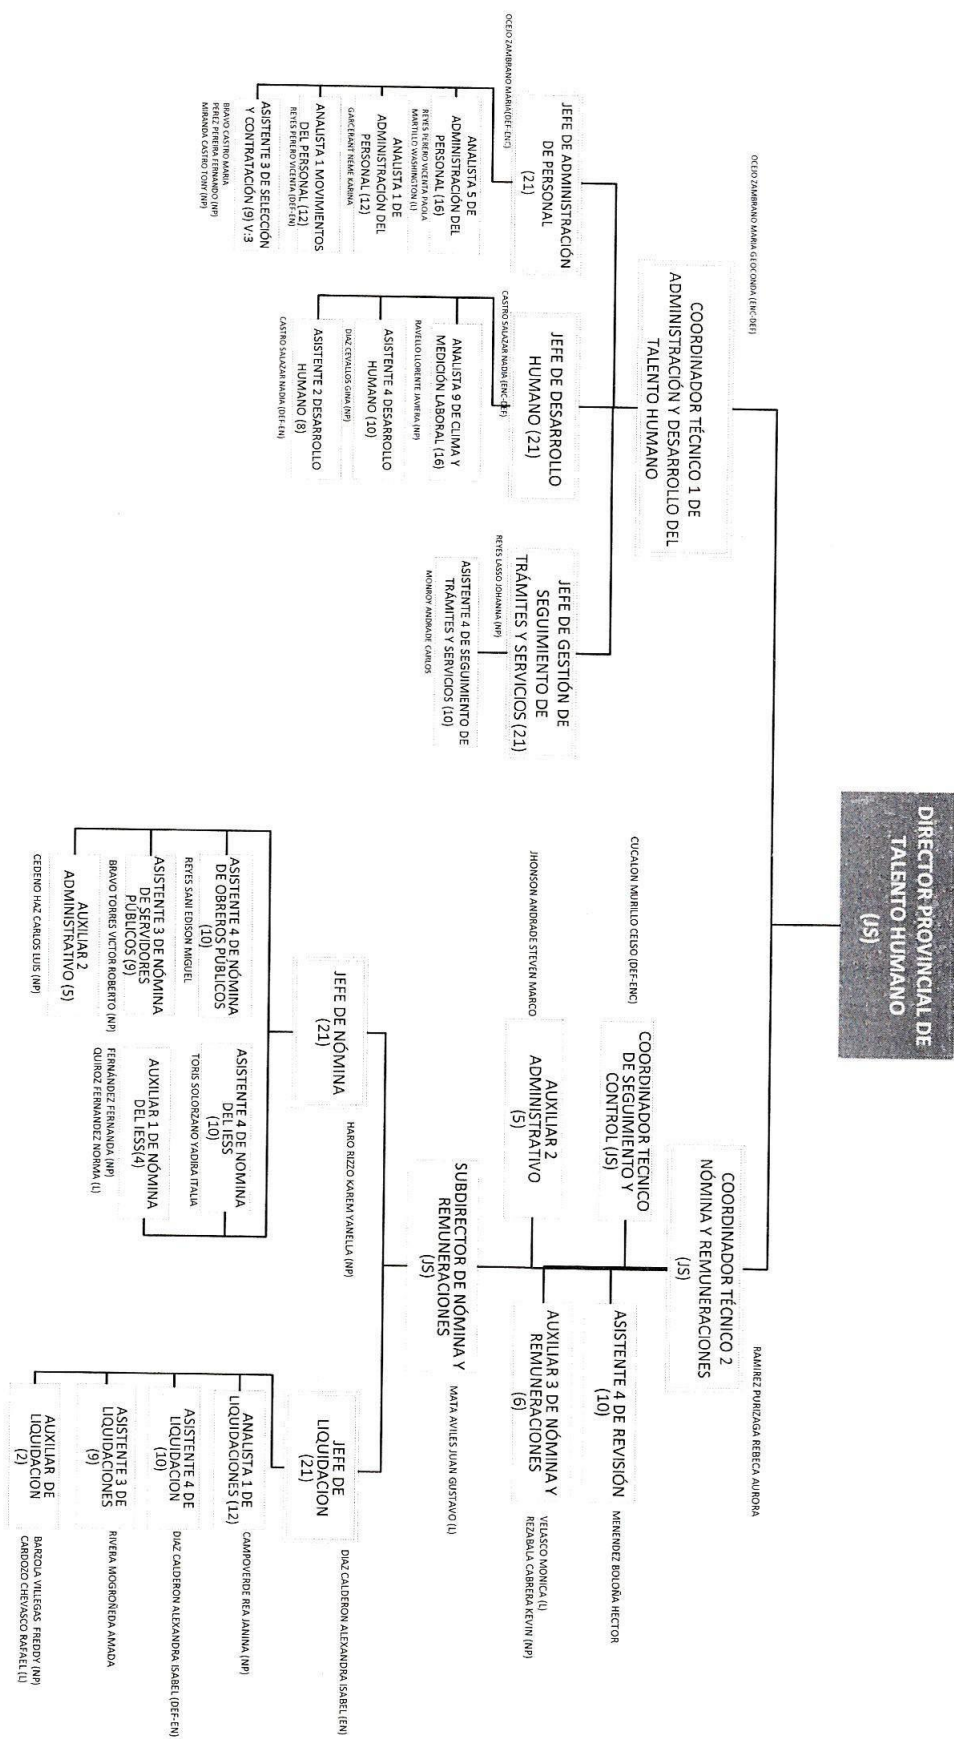 DIRECTOR PROVINCIAL DE
TALENTO HUMANO
(JS)
OCEJO ZAMBRANO MARIA GEOCONDA (ENC-DEF)
COORDINADOR TÉCNICO 1 DE
ADMINISTRACIÓN Y DESARROLLO DEL
TALENTO HUMANO
OCEJO ZAMBRANO MARIA(DEF-ENC)
JEFE DE ADMINISTRACIÓN
DE PERSONAL
(21)
ANALISTA 5 DE
ADMINISTRACIÓN DEL
PERSONAL (16)
REYES PERERO VICENTA PAOLA
MARTILLO WASHINGTON (L)
ANALISTA 1 DE
ADMINISTRACIÓN DEL
PERSONAL (12)
GARCERANT NEME KARINA
ANALISTA 1 MOVIMIENTOS
DEL PERSONAL (12)
REYES PERERO VICENTA (DEF-EN)
ASISTENTE 3 DE SELECCIÓN
Y CONTRATACIÓN (9) V:3
BRAVO CASTRO MARIA
PEREZ PEREIRA FERNANDO (NP)
MIRANDA CASTRO TONY (NP)
JEFE DE DESARROLLO
HUMANO (21)
CASTRO SALAZAR NADIA (ENC-DEF)
ANALISTA 9 DE CLIMA Y
MEDICIÓN LABORAL (16)
RAVELLO LLORENTE JAVIERA (NP)
ASISTENTE 4 DESARROLLO
HUMANO (10)
DIAZ CEVALLOS GINA (NP)
ASISTENTE 2 DESARROLLO
HUMANO (8)
CASTRO SALAZAR NADIA (DEF-EN)
JEFE DE GESTIÓN DE
SEGUIMIENTO DE
TRÁMITES Y SERVICIOS (21)
REYES LASSO JOHANNA (NP)
ASISTENTE 4 DE SEGUIMIENTO DE
TRÁMITES Y SERVICIOS (10)
MONROY ANDRADE CARLOS
COORDINADOR TÉCNICO 2
NÓMINA Y REMUNERACIONES
(JS)
RAMIREZ PURIZAGA REBECA AURORA
CUCALON MURILLO CELSO (DEF-ENC)
COORDINADOR TECNICO
DE SEGUIMIENTO Y
CONTROL (JS)
ASISTENTE 4 DE REVISIÓN
(10)
MENENDEZ BOLOÑA HECTOR
JHONSON ANDRADE STEVEN MARCO
AUXILIAR 2
ADMINISTRATIVO
(5)
AUXILIAR 3 DE NÓMINA Y
REMUNERACIONES
(6)
VELASCO MONICA (L)
REZABALA CABRERA KEVIN (NP)
SUBDIRECTOR DE NÓMINA Y
REMUNERACIONES
(JS)
MATA AVILES JUAN GUSTAVO (L)
JEFE DE NÓMINA
(21)
HARO RIZZO KAREM YANELLA (NP)
ASISTENTE 4 DE NÓMINA
DE OBREROS PÚBLICOS
(10)
REYES SANI EDISON MIGUEL
ASISTENTE 3 DE NÓMINA
DE SERVIDORES
PÚBLICOS (9)
BRAVO TORRES VICTOR ROBERTO (NP)
AUXILIAR 2
ADMINISTRATIVO (5)
CEDENO HAZ CARLOS LUIS (NP)
ASISTENTE 4 DE NOMINA
DEL IESS
(10)
TORIS SOLORZANO YADIRA ITALIA
AUXILIAR 1 DE NÓMINA
DEL IESS(4)
FERNÁNDEZ FERNANDA (NP)
QUIROZ FERNANDEZ NORMA (L)
JEFE DE
LIQUIDACION
(21)
DIAZ CALDERON ALEXANDRA ISABEL (EN)
ANALISTA 1 DE
LIQUIDACIONES (12)
CAMPOVERDE REA JANINA (NP)
ASISTENTE 4 DE
LIQUIDACION
(10)
DIAZ CALDERON ALEXANDRA ISABEL (DEF-EN)
ASISTENTE 3 DE
LIQUIDACIONES
(9)
RIVERA MOGROÑEDA AMADA
AUXILIAR DE
LIQUIDACION
(2)
BARZOLA VILLEGAS FREDDY (NP)
CARDOZO CHEVASCO RAFAEL (L)